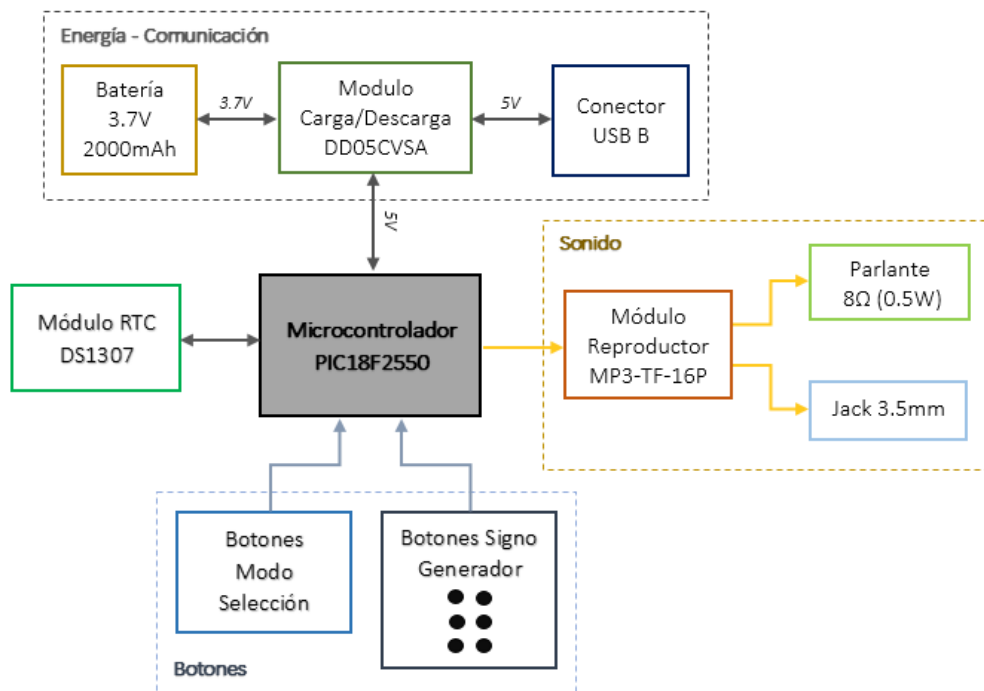 Energía - Comunicación
Batería
3.7V
2000mAh
3.7V
Modulo
Carga/Descarga
DD05CVSA
5V
Conector
USB B
5V
Sonido
Módulo RTC
DS1307
Microcontrolador
PIC18F2550
Módulo
Reproductor
MP3-TF-16P
Parlante
8Ω (0.5W)
Jack 3.5mm
Botones
Modo
Selección
Botones Signo
Generador
Botones